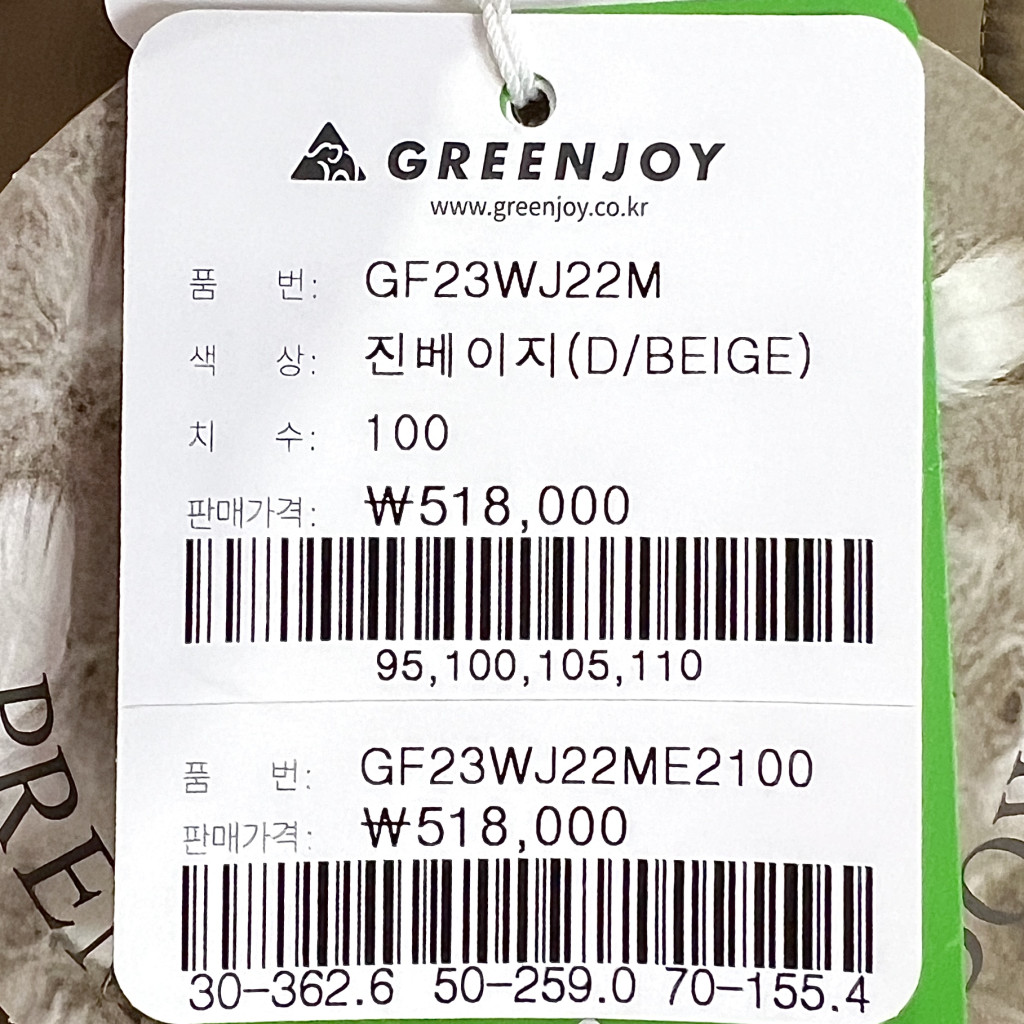 GREENJOY
www.greenjoy.co.kr
품 번: GF23WJ22M
색 상: 진베이지(D/BEIGE)
치 수: 100
판매가격: ₩518,000
95,100,105,110
품 번: GF23WJ22ME2100
판매가격: ₩518,000
30-362.6 50-259.0 70-155.4